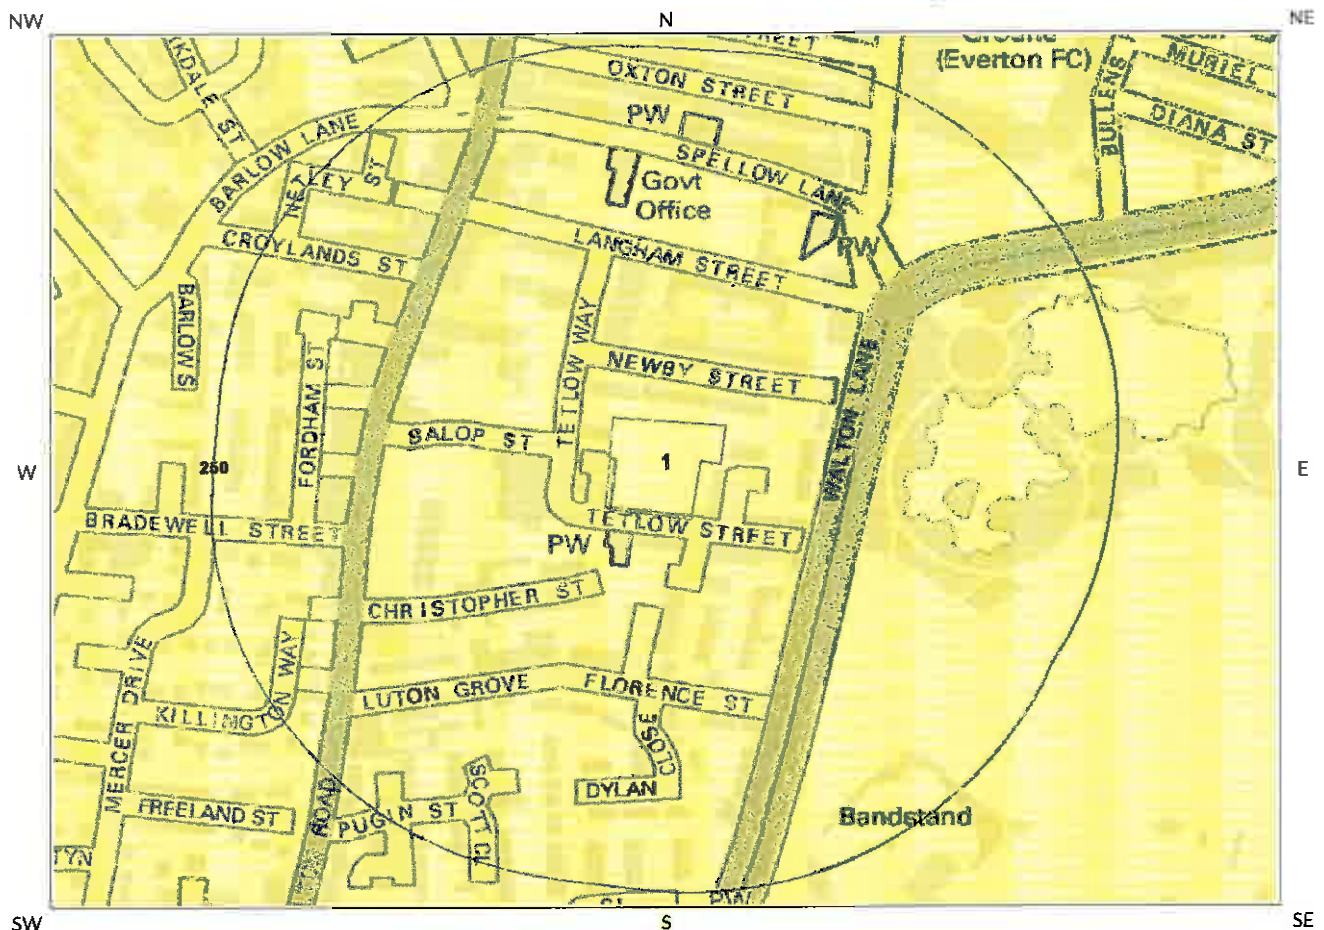 NW
N
NE
(Everton FC)
MURIEL
OXTON STREET
DIANA ST
BULLENS
PW
BARLOW LANE
SPELLOW LANE
Govt
Office
PW
NETLEY ST
LANGHAM STREET
CROYLANDS ST
BARLOW S
TETLOW WAY
NEWBY STREET
WALTON LANE
FORDHAM ST
SALOP ST
W
250
1
E
BRADEWELL STREET
TETLOW STREET
PW
CHRISTOPHER ST
MERCER DRIVE
KILLINGTON WAY
LUTON GROVE
FLORENCE ST
CLOSE
DYLAN
SCOTT CL
FREELAND ST
ROAD
PUGIN ST
Bandstand
TYN
PW
SW
S
SE